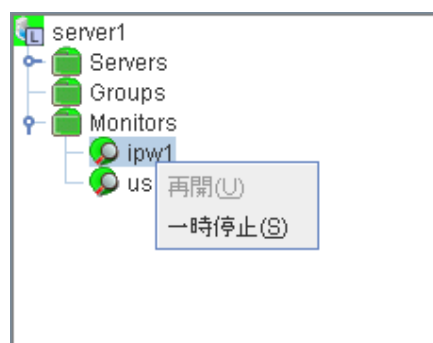 server1
Servers
Groups
Monitors
ipw1
us
再開(U)
一時停止(S)